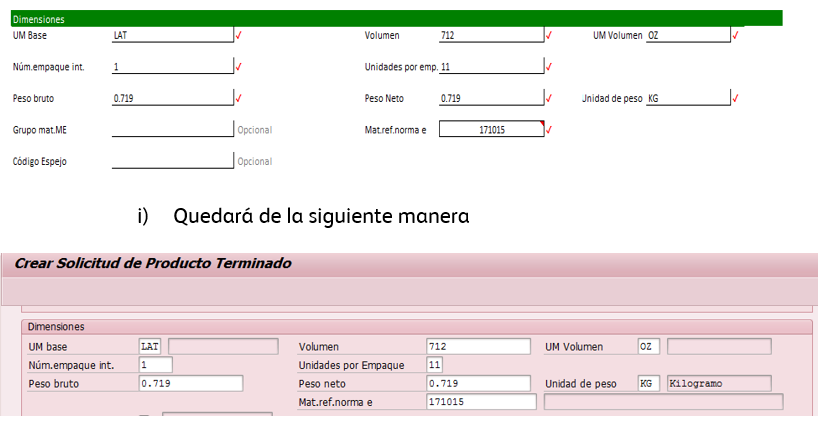 Dimensiones
UM Base LAT Volumen 712 UM Volumen OZ
Núm.empaque int. 1 Unidades por emp. 11
Peso bruto 0.719 Peso Neto 0.719 Unidad de peso KG
Grupo mat.ME Opcional Mat.ref.norma e 171015
Código Espejo Opcional
i) Quedará de la siguiente manera
Crear Solicitud de Producto Terminado
Dimensiones
UM base LAT Volumen 712 UM Volumen OZ
Núm.empaque int. 1 Unidades por Empaque 11
Peso bruto 0.719 Peso neto 0.719 Unidad de peso KG Kilogramo
Mat.ref.norma e 171015